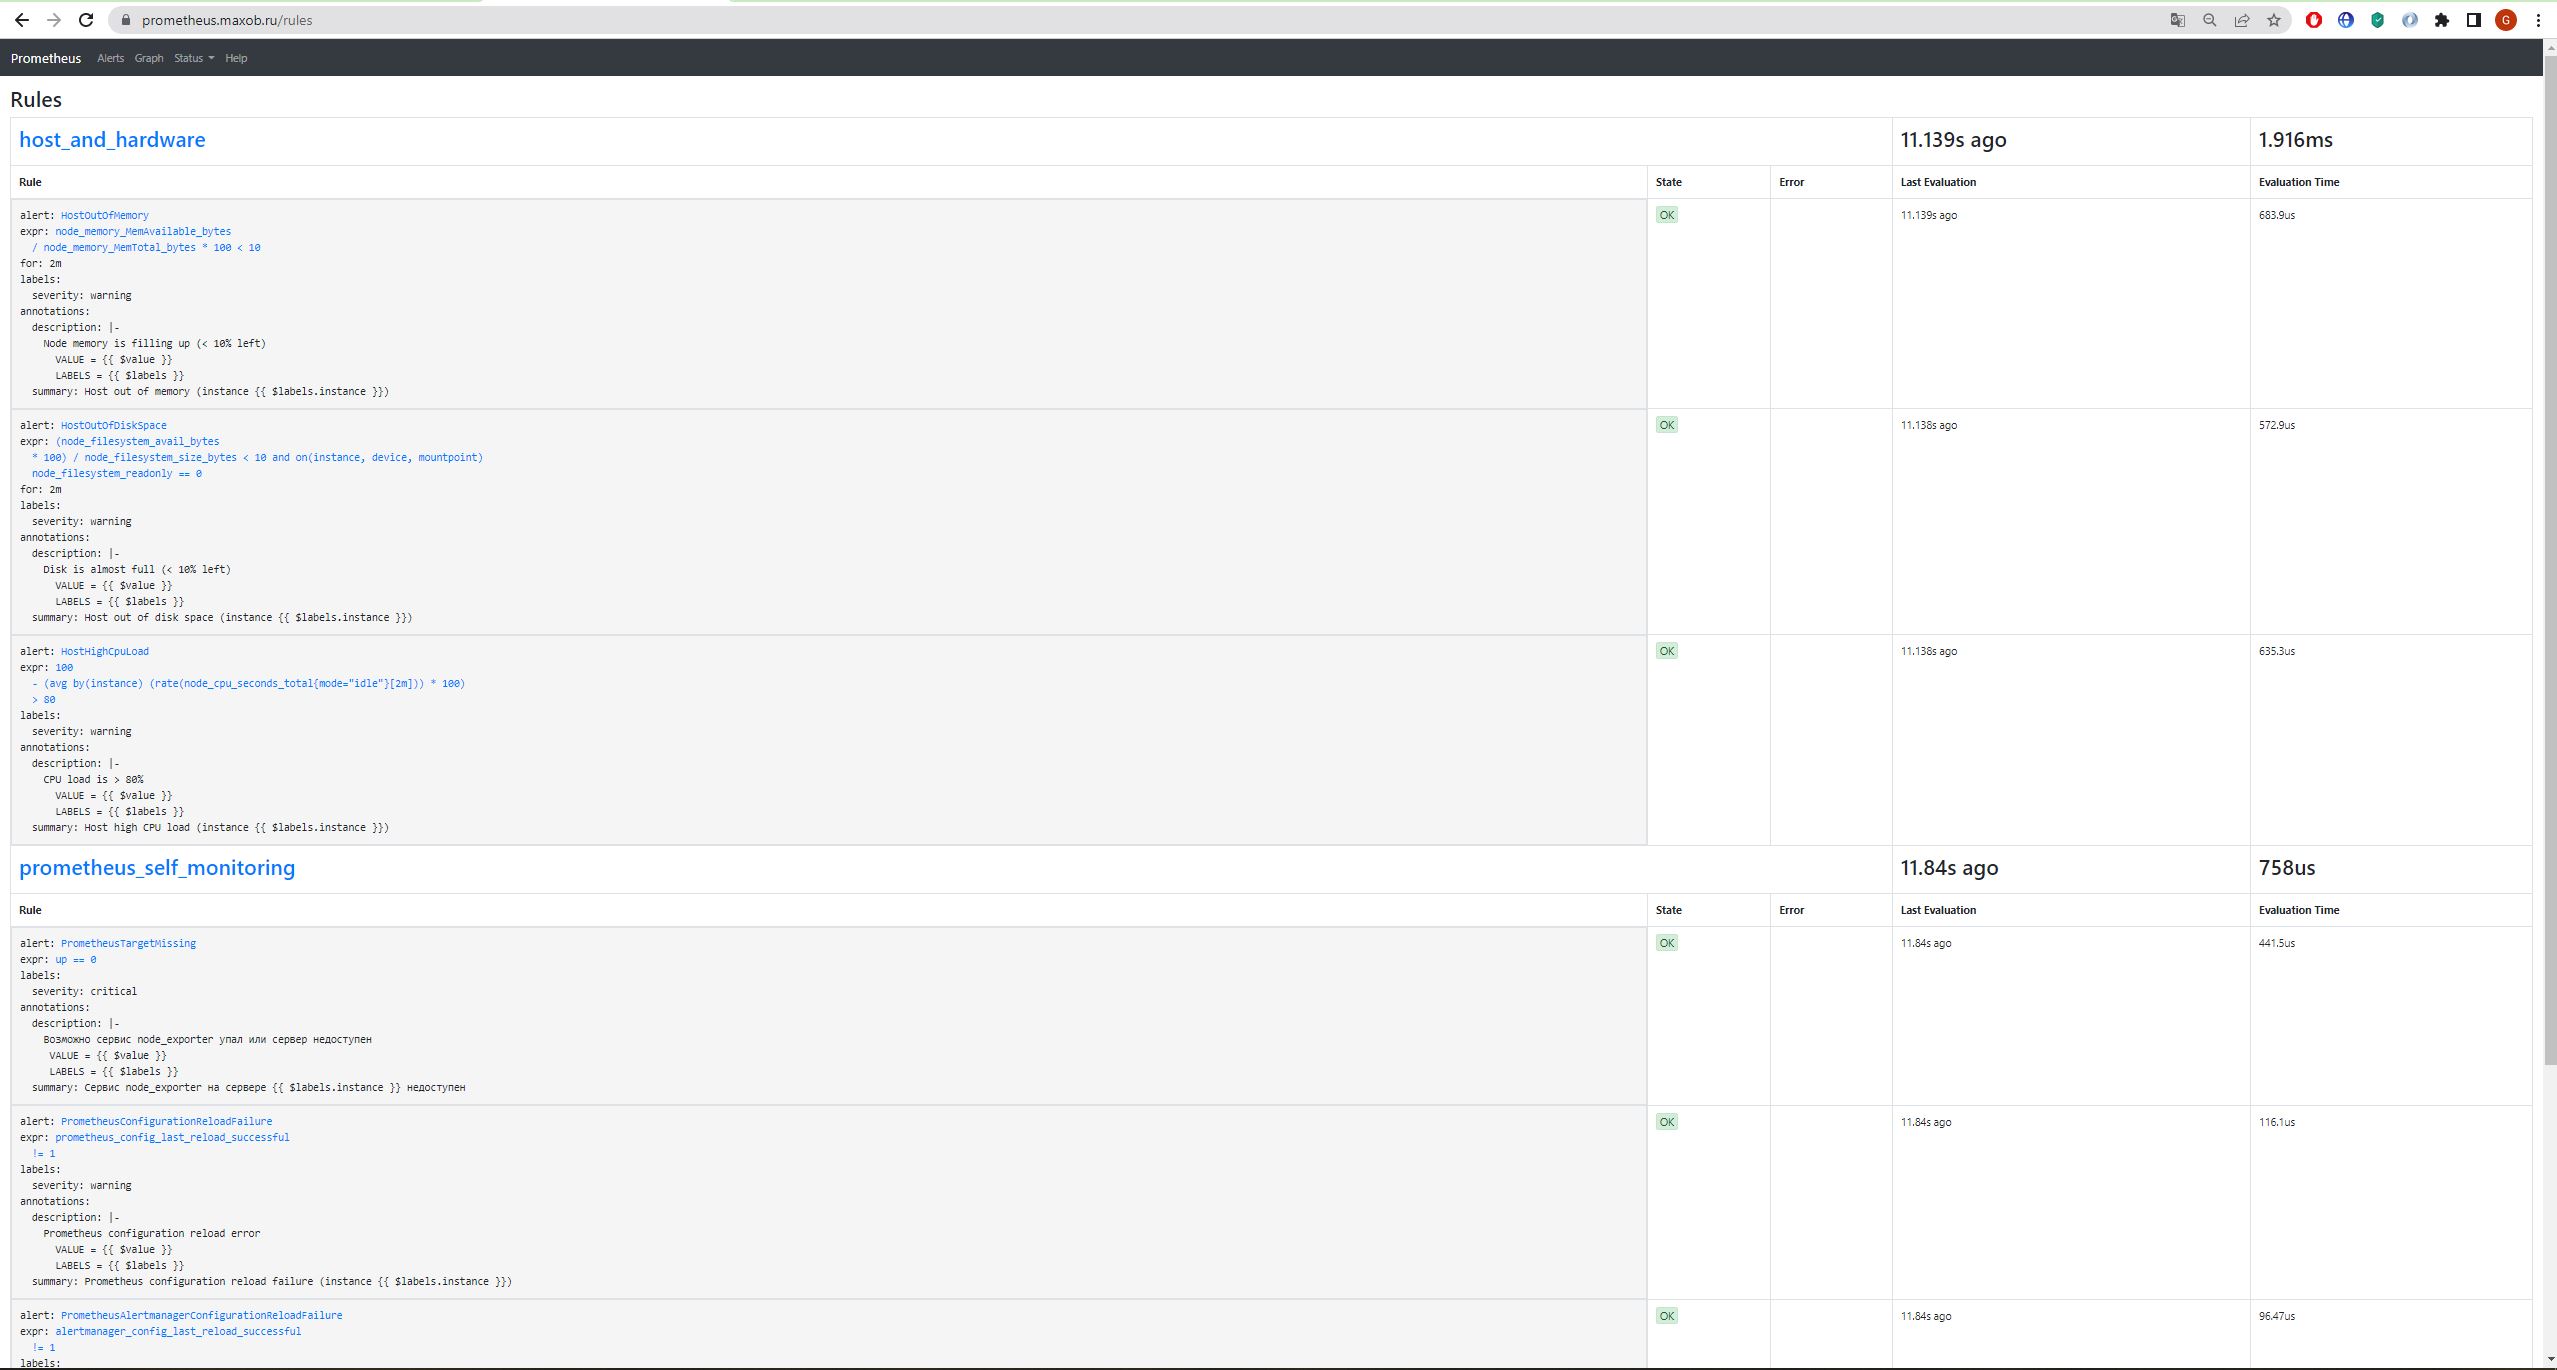 prometheus.maxob.ru/rules
G
Prometheus Alerts Graph Status Help
Rules
host_and_hardware 11.139s ago 1.916ms
Rule State Error Last Evaluation Evaluation Time
alert: HostOutOfMemory OK 11.139s ago 683.9us
expr: node_memory_MemAvailable_bytes
/ node_memory_MemTotal_bytes * 100 < 10
for: 2m
labels:
severity: warning
annotations:
description: |-
Node memory is filling up (< 10% left)
VALUE = {{ $value }}
LABELS = {{ $labels }}
summary: Host out of memory (instance {{ $labels.instance }})
alert: HostOutOfDiskSpace OK 11.138s ago 572.9us
expr: (node_filesystem_avail_bytes
* 100) / node_filesystem_size_bytes < 10 and on(instance, device, mountpoint)
node_filesystem_readonly == 0
for: 2m
labels:
severity: warning
annotations:
description: |-
Disk is almost full (< 10% left)
VALUE = {{ $value }}
LABELS = {{ $labels }}
summary: Host out of disk space (instance {{ $labels.instance }})
alert: HostHighCpuLoad OK 11.138s ago 635.3us
expr: 100
- (avg by(instance) (rate(node_cpu_seconds_total{mode="idle"}[2m])) * 100)
> 80
labels:
severity: warning
annotations:
description: |-
CPU load is > 80%
VALUE = {{ $value }}
LABELS = {{ $labels }}
summary: Host high CPU load (instance {{ $labels.instance }})
prometheus_self_monitoring 11.84s ago 758us
Rule State Error Last Evaluation Evaluation Time
alert: PrometheusTargetMissing OK 11.84s ago 441.5us
expr: up == 0
labels:
severity: critical
annotations:
description: |-
Возможно сервис node_exporter упал или сервер недоступен
VALUE = {{ $value }}
LABELS = {{ $labels }}
summary: Сервис node_exporter на сервере {{ $labels.instance }} недоступен
alert: PrometheusConfigurationReloadFailure OK 11.84s ago 116.1us
expr: prometheus_config_last_reload_successful
!= 1
labels:
severity: warning
annotations:
description: |-
Prometheus configuration reload error
VALUE = {{ $value }}
LABELS = {{ $labels }}
summary: Prometheus configuration reload failure (instance {{ $labels.instance }})
alert: PrometheusAlertmanagerConfigurationReloadFailure OK 11.84s ago 96.47us
expr: alertmanager_config_last_reload_successful
!= 1
labels: